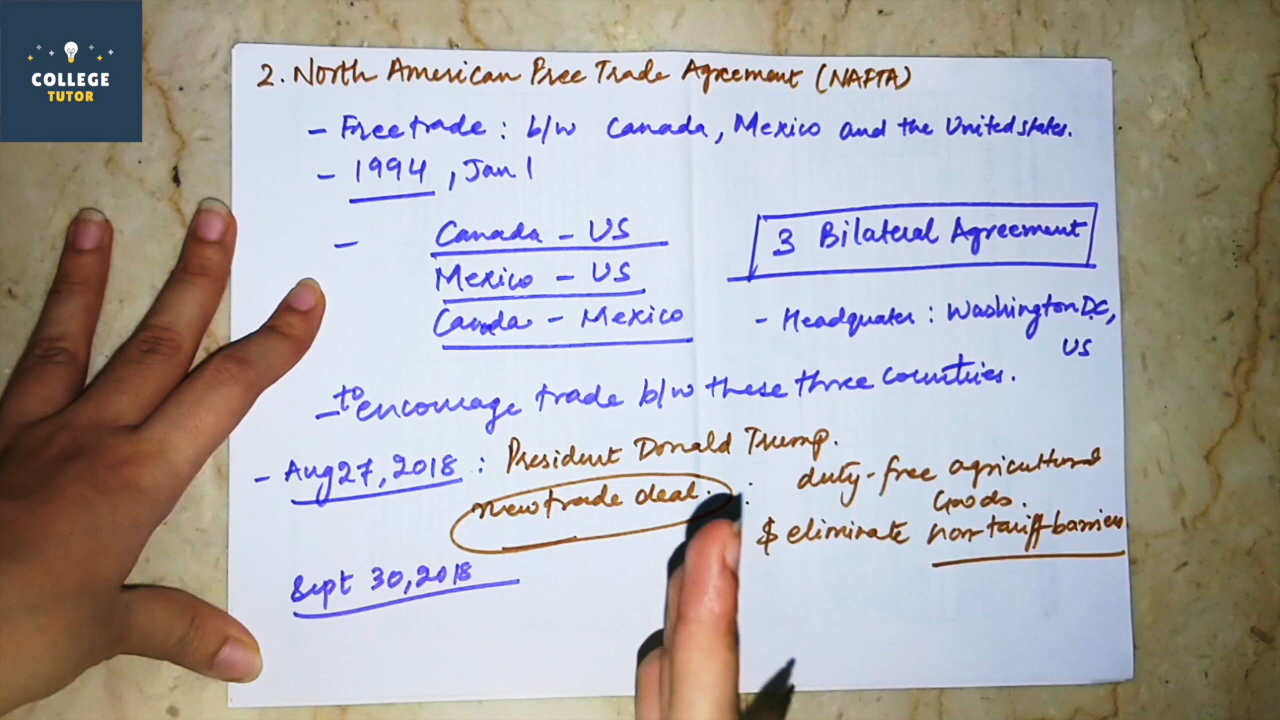 COLLEGE
TUTOR
2. North American Free Trade Agreement (NAFTA)
- Free trade : b/w Canada, Mexico and the United states.
- 1994 , Jan 1
- Canada - US
Mexico - US
Canada - Mexico
3 Bilateral Agreement
- Headquater : Washington DC,
US
- to encourage trade b/w these three countries.
- Aug 27, 2018 : President Donald Trump.
New trade deal. : duty-free agricultural
Goods.
& eliminate non-tariff-barriers
Sept 30, 2018